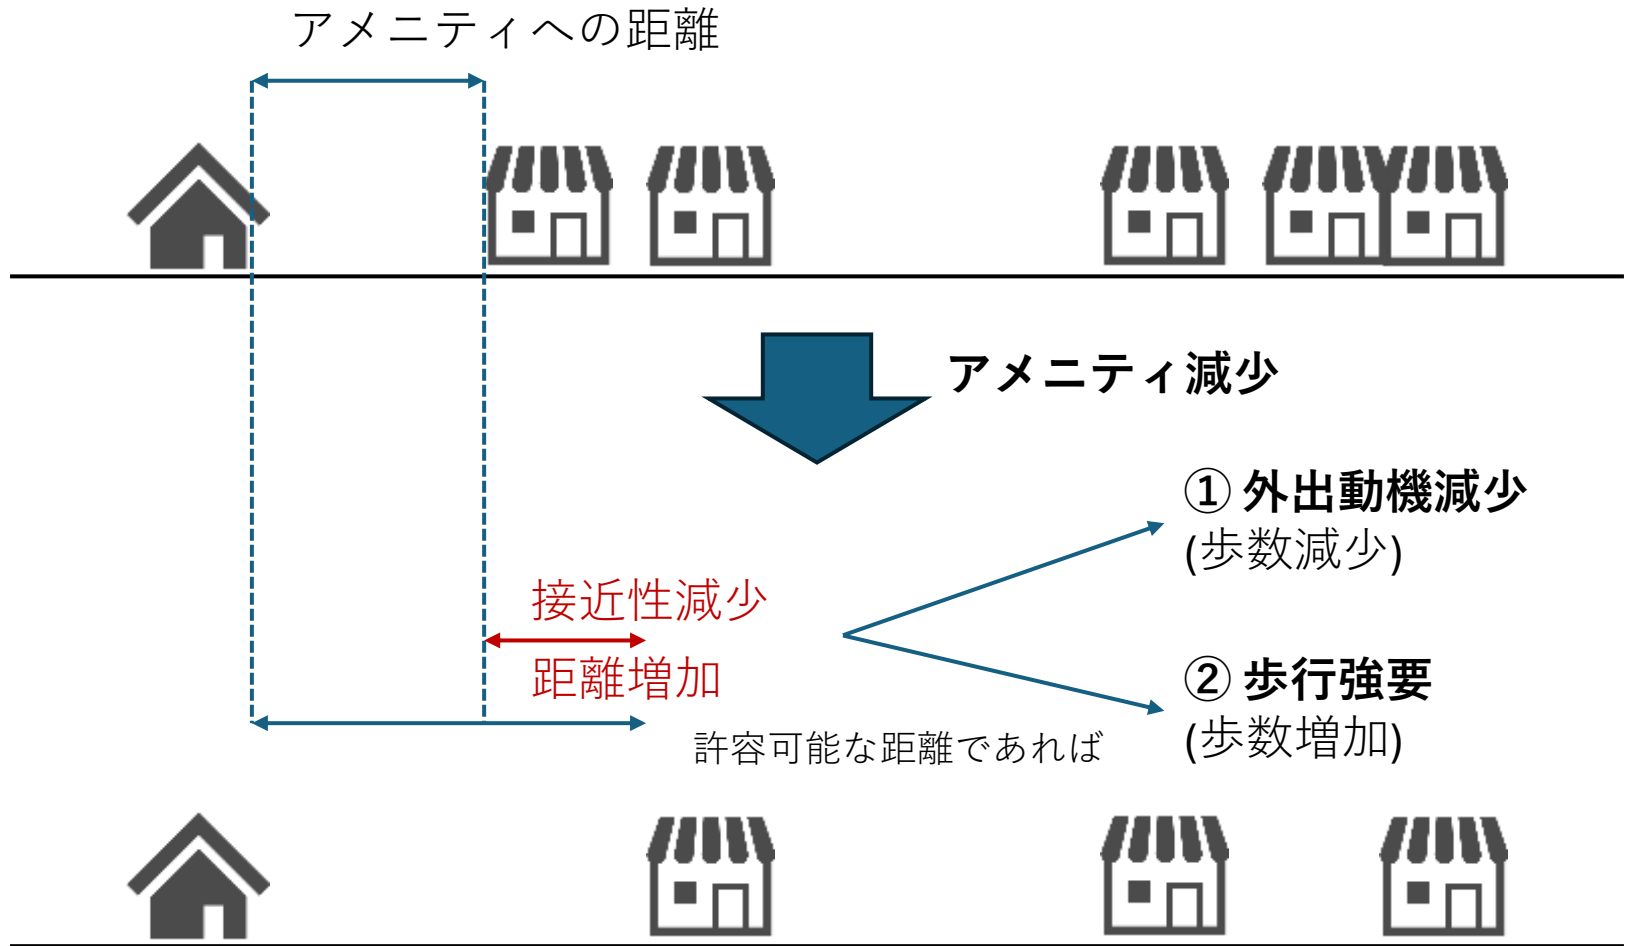 アメニティへの距離
アメニティ減少
① 外出動機減少
(歩数減少)
接近性減少
距離増加
② 歩行強要
(歩数増加)
許容可能な距離であれば